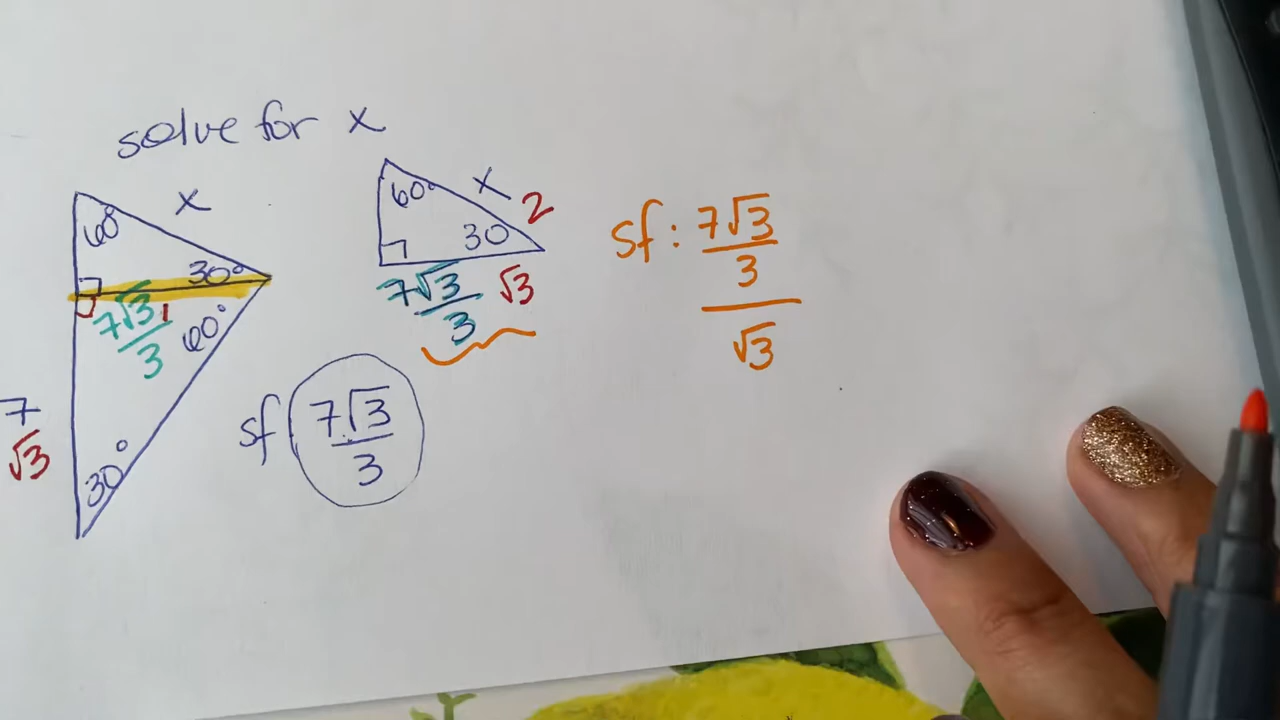 solve for x
60°
x
30°
7√3/3
1
60°
7
√3
30°
sf 7√3/3
60°
x
2
30
7√3/3
√3
sf: 7√3/3
√3